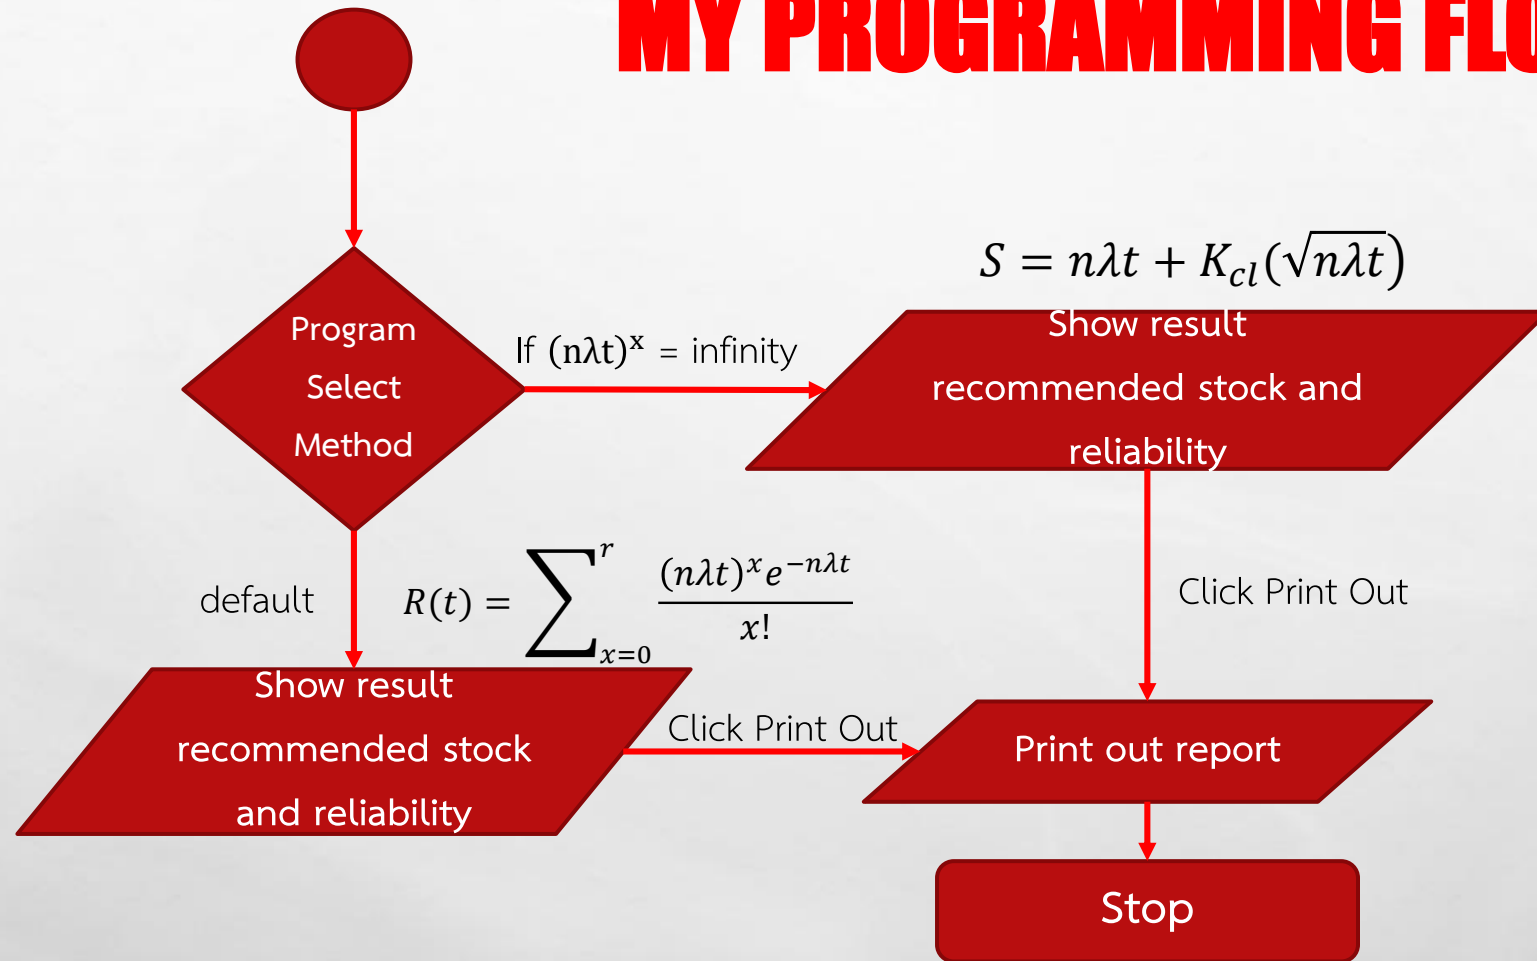 MY PROGRAMMING FLO
S = nλt + K_cl(√nλt)
Program
Select
Method
If (nλt)^x = infinity
Show result
recommended stock and
reliability
default
R(t) = ∑_{x=0}^{r} (nλt)^x e^{−nλt} / x!
Click Print Out
Show result
recommended stock
and reliability
Click Print Out
Print out report
Stop